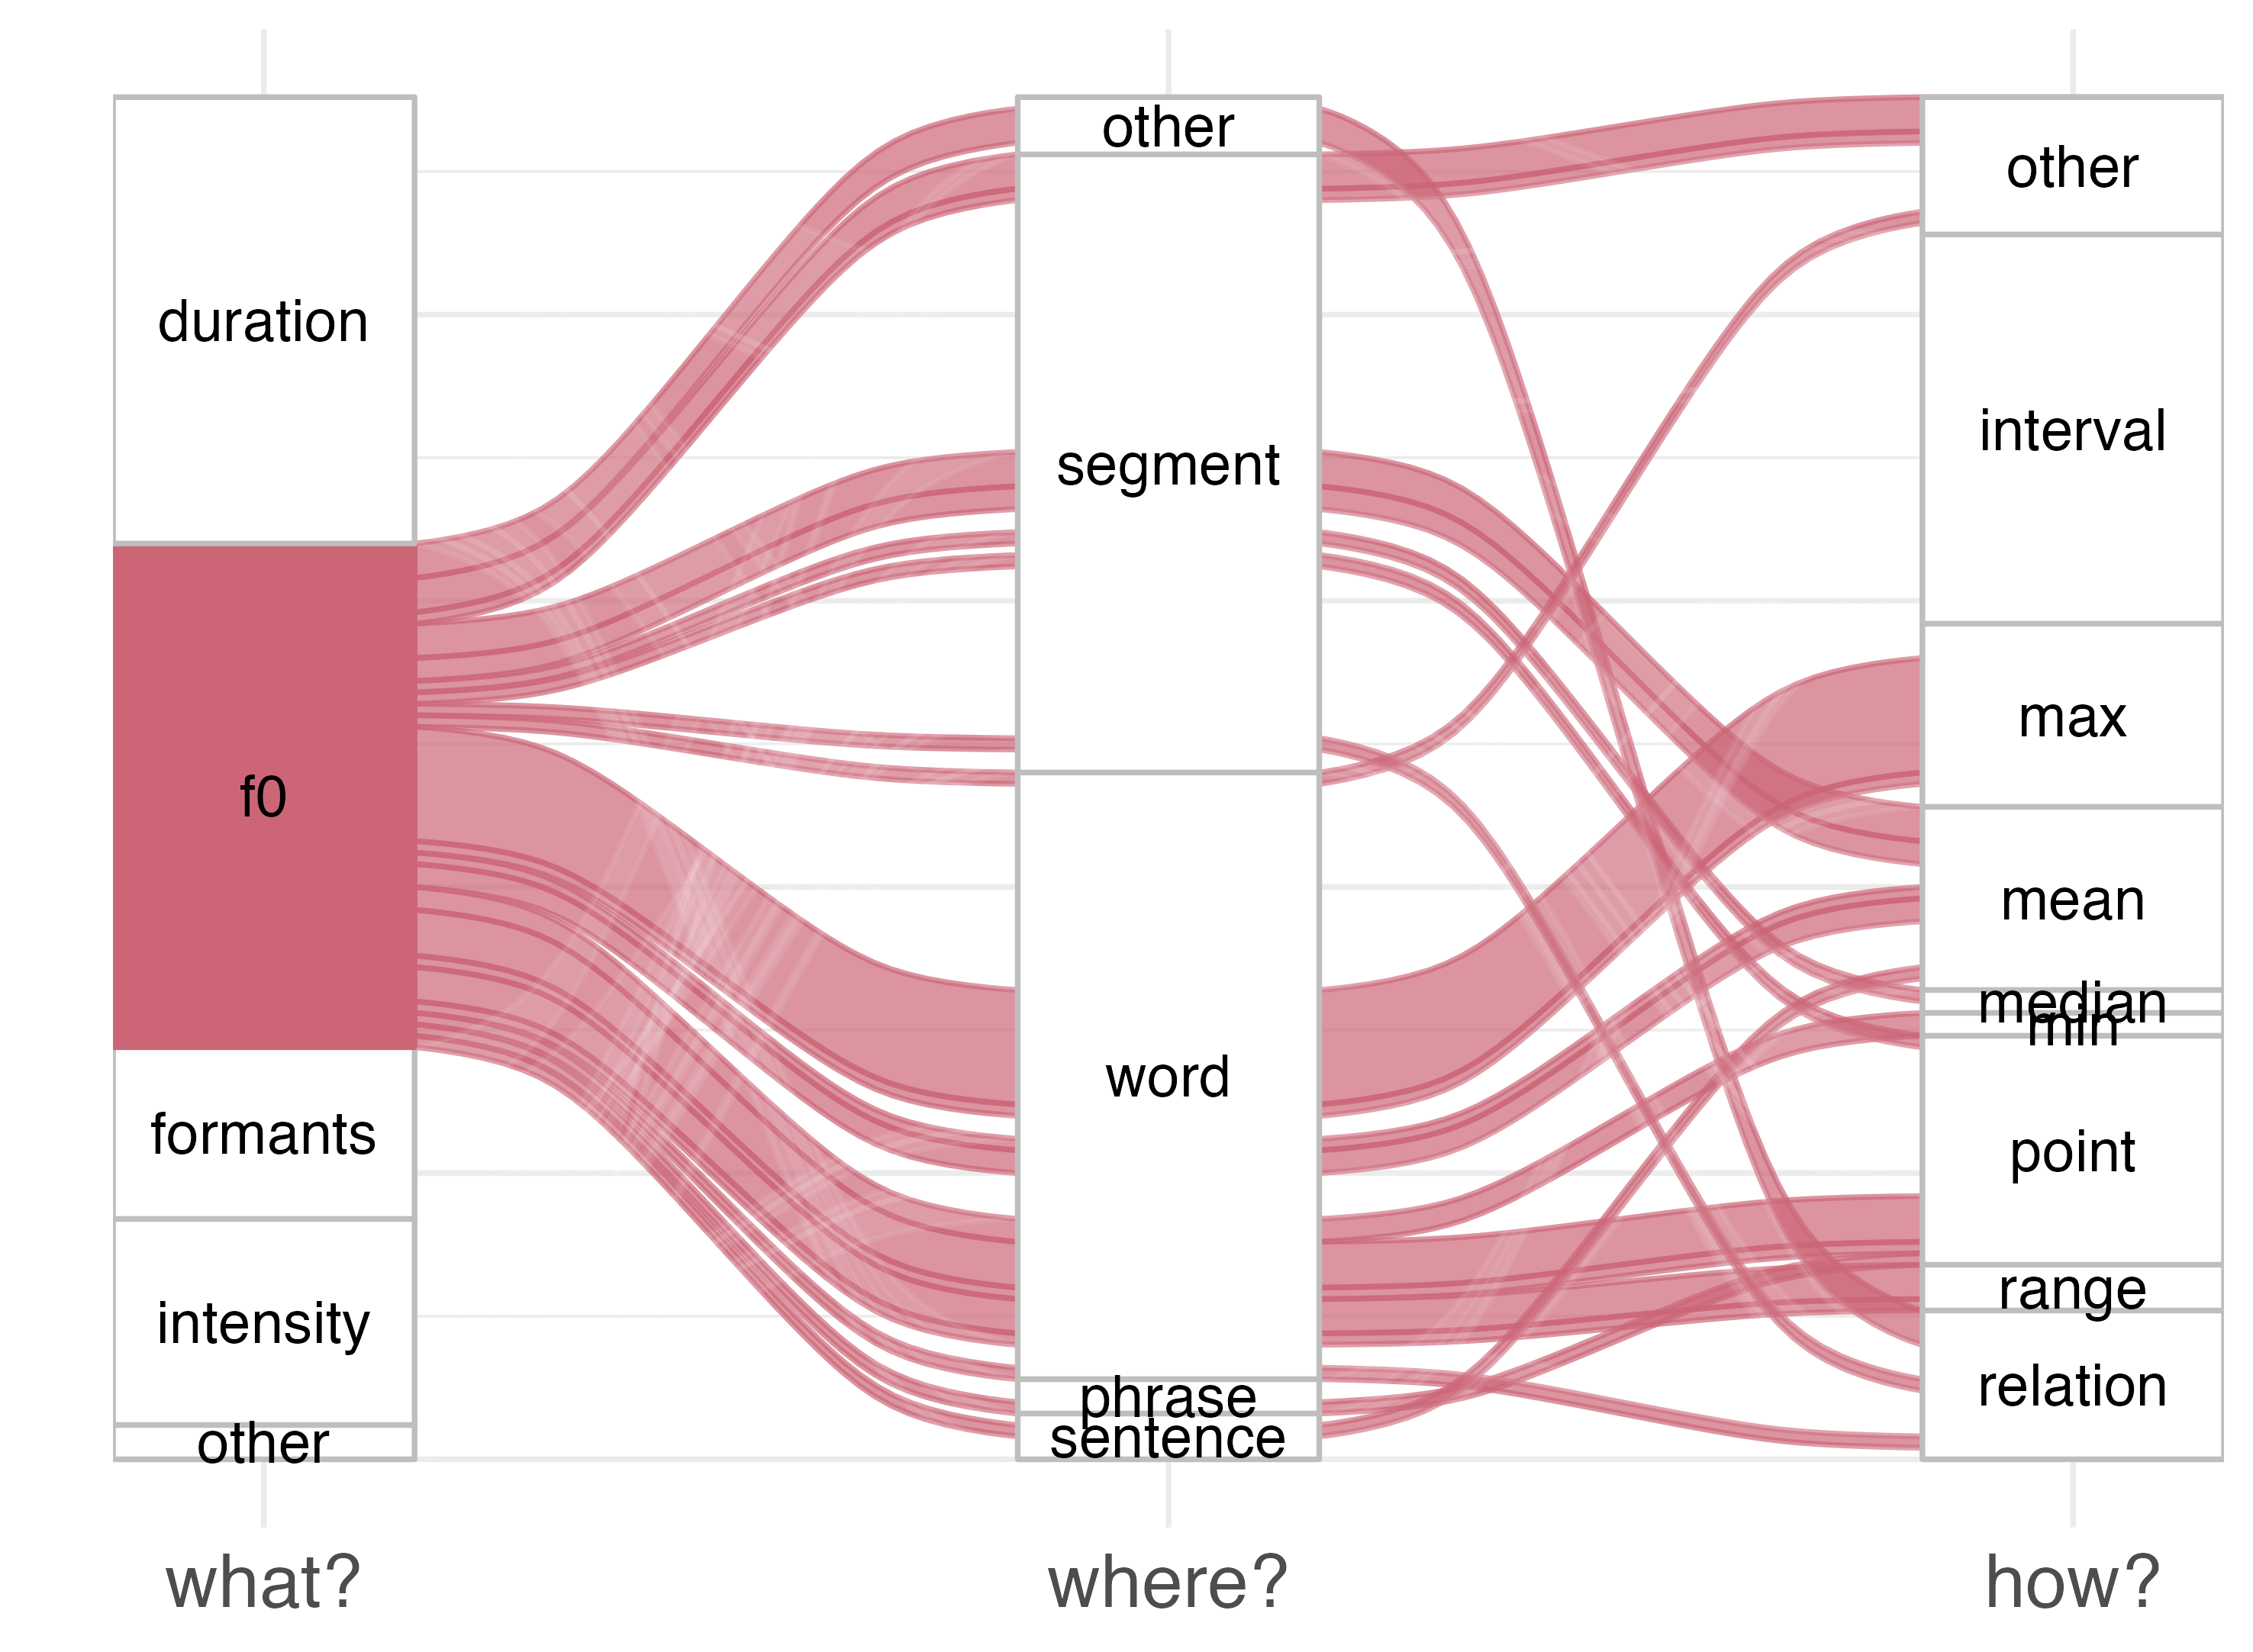 duration
f0
formants
intensity
other
other
segment
word
phrase
sentence
other
interval
max
mean
median
min
point
range
relation
what?
where?
how?